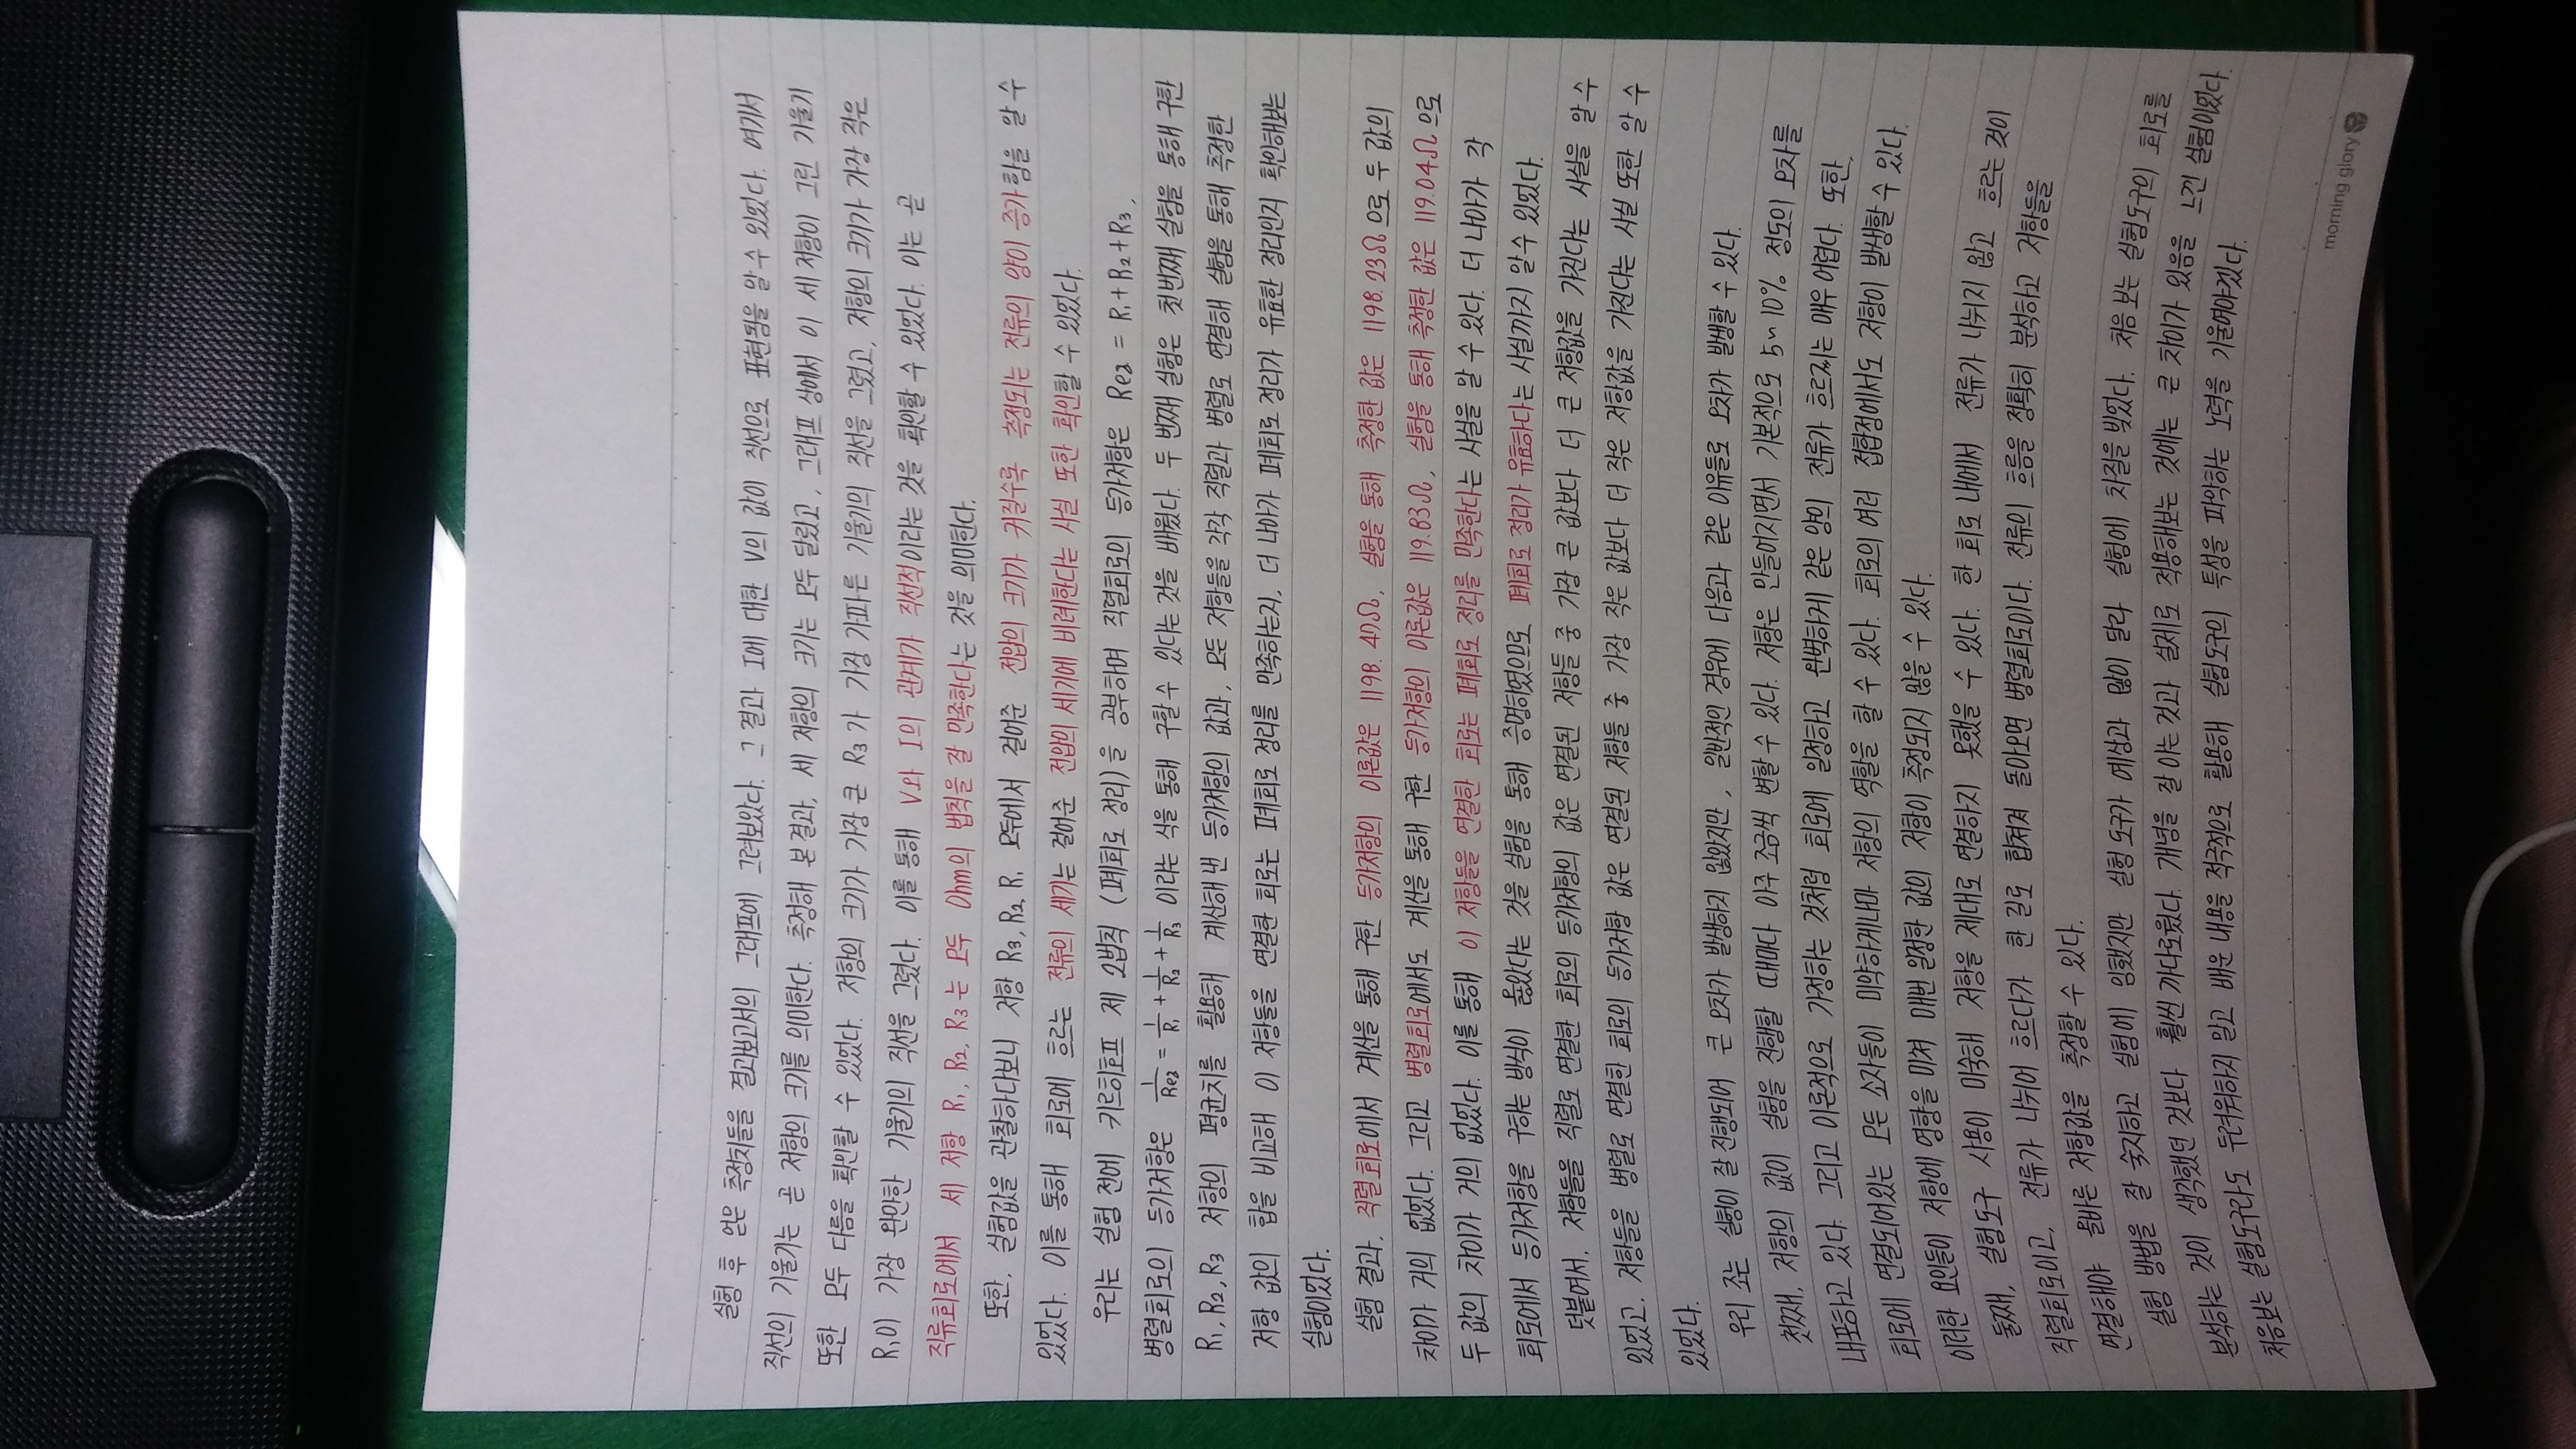 실험 후 얻은 측정치들을 결과보고서의 그래프에 그려보았다. 그 결과 I에 대한 V의 값이 직선으로 표현됨을 알 수 있었다. 여기서
직선의 기울기는 곧 저항의 크기를 의미한다. 측정해 본 결과, 세 저항의 크기는 모두 달랐고, 그래프 상에서 이 세 저항이 그린 기울기
또한 모두 다름을 확인할 수 있었다. 저항의 크기가 가장 큰 R₃가 가장 가파른 기울기의 직선을 그렸고, 저항의 크기가 가장 작은
R₁이 가장 완만한 기울기의 직선을 그렸다. 이를 통해 V와 I의 관계가 직선적이라는 것을 확인할 수 있었다. 이는 곧
직류회로에서 세 저항 R₁, R₂, R₃는 모두 Ohm의 법칙을 잘 만족한다는 것을 의미한다.
또한, 실험값을 관찰하다보니 저항 R₃, R₂, R₁ 모두에서 걸어준 전압의 크기가 커질수록 측정되는 전류의 양이 증가함을 알 수
있었다. 이를 통해 회로에 흐르는 전류의 세기는 걸어준 전압의 세기에 비례한다는 사실 또한 확인할 수 있었다.
우리는 실험 전에 키르히호프 제 2법칙 (폐회로 정리)을 공부하며 직렬회로의 등가저항은 Req = R₁+R₂+R₃,
병렬회로의 등가저항은 1/Req = 1/R₁ + 1/R₂ + 1/R₃ 이라는 식을 통해 구할 수 있다는 것을 배웠다. 두 번째 실험은 첫 번째 실험을 통해 구한
R₁, R₂, R₃ 저항의 평균치를 활용해 계산해 낸 등가저항의 값과, 모든 저항들을 각각 직렬과 병렬로 연결해 실험을 통해 측정한
저항 값의 합을 비교해 이 저항들을 연결한 회로는 폐회로 정리를 만족하는지, 더 나아가 폐회로 정리가 유효한 정리인지 확인해보는
실험이었다.
실험 결과, 직렬 회로에서 계산을 통해 구한 등가저항의 이론값은 1198.47Ω, 실험을 통해 측정한 값은 1198.23Ω으로 두 값의
차이가 거의 없었다. 그리고 병렬회로에서도 계산을 통해 구한 등가저항의 이론값은 119.83Ω, 실험을 통해 측정한 값은 119.04Ω으로
두 값의 차이가 거의 없었다. 이를 통해 이 저항들을 연결한 회로는 폐회로 정리를 만족한다는 사실을 알 수 있다. 더 나아가 각
회로에서 등가저항을 구하는 방식이 옳았다는 것을 실험을 통해 증명하였으므로 폐회로 정리가 유효하다는 사실까지 알 수 있었다.
덧붙여서, 저항들을 직렬로 연결한 회로의 등가저항의 값은 연결된 저항들 중 가장 큰 값보다 더 큰 저항값을 가진다는 사실을 알 수
있었고, 저항들을 병렬로 연결한 회로의 등가저항 값은 연결된 저항들 중 가장 작은 값보다 더 작은 저항값을 가진다는 사실 또한 알 수
있었다.
우리 조는 실험이 잘 진행되어 큰 오차가 발생하지 않았지만, 일반적인 경우에 다음과 같은 이유들로 오차가 발생할 수 있다.
첫째, 저항의 값이 실험을 진행할 때마다 아주 조금씩 변할 수 있다. 저항은 만들어지면서 기본적으로 5~10% 정도의 오차를
내포하고 있다. 그리고 이론적으로 가정하는 것처럼 회로에 일정하고 완벽하게 같은 양의 전류가 흐르기는 매우 어렵다. 또한,
회로에 연결되어있는 모든 소자들이 미약하게나마 저항의 역할을 할 수 있다. 회로의 여러 접합점에서도 저항이 발생할 수 있다.
이러한 요인들이 저항에 영향을 미쳐 매번 일정한 값의 저항이 측정되지 않을 수 있다.
둘째, 실험도구 사용이 미숙해 저항을 제대로 연결하지 못했을 수 있다. 한 회로 내에서 전류가 나뉘지 않고 흐르는 것이
직렬회로이고, 전류가 나뉘어 흐르다가 한 길로 합쳐져 돌아오면 병렬회로이다. 전류의 흐름을 정확히 분석하고 저항들을
연결해야 올바른 저항값을 측정할 수 있다.
실험 방법을 잘 숙지하고 실험에 임했지만 실험 도구가 예상과 많이 달라 실험에 차질을 빚었다. 처음 보는 실험도구의 회로를
분석하는 것이 생각했던 것보다 훨씬 까다로웠다. 개념을 잘 아는 것과 실제로 적용해보는 것에는 큰 차이가 있음을 느낀 실험이었다.
처음보는 실험도구라도 두려워하지 말고 배운 내용을 적극적으로 활용해 실험도구의 특성을 파악하는 노력을 기울여야겠다.
morning glory